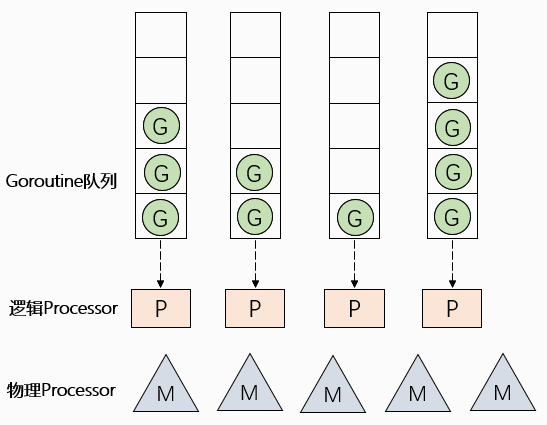 G
G
Goroutine队列 G G G
G G G G
逻辑Processor P P P P
物理Processor M M M M M